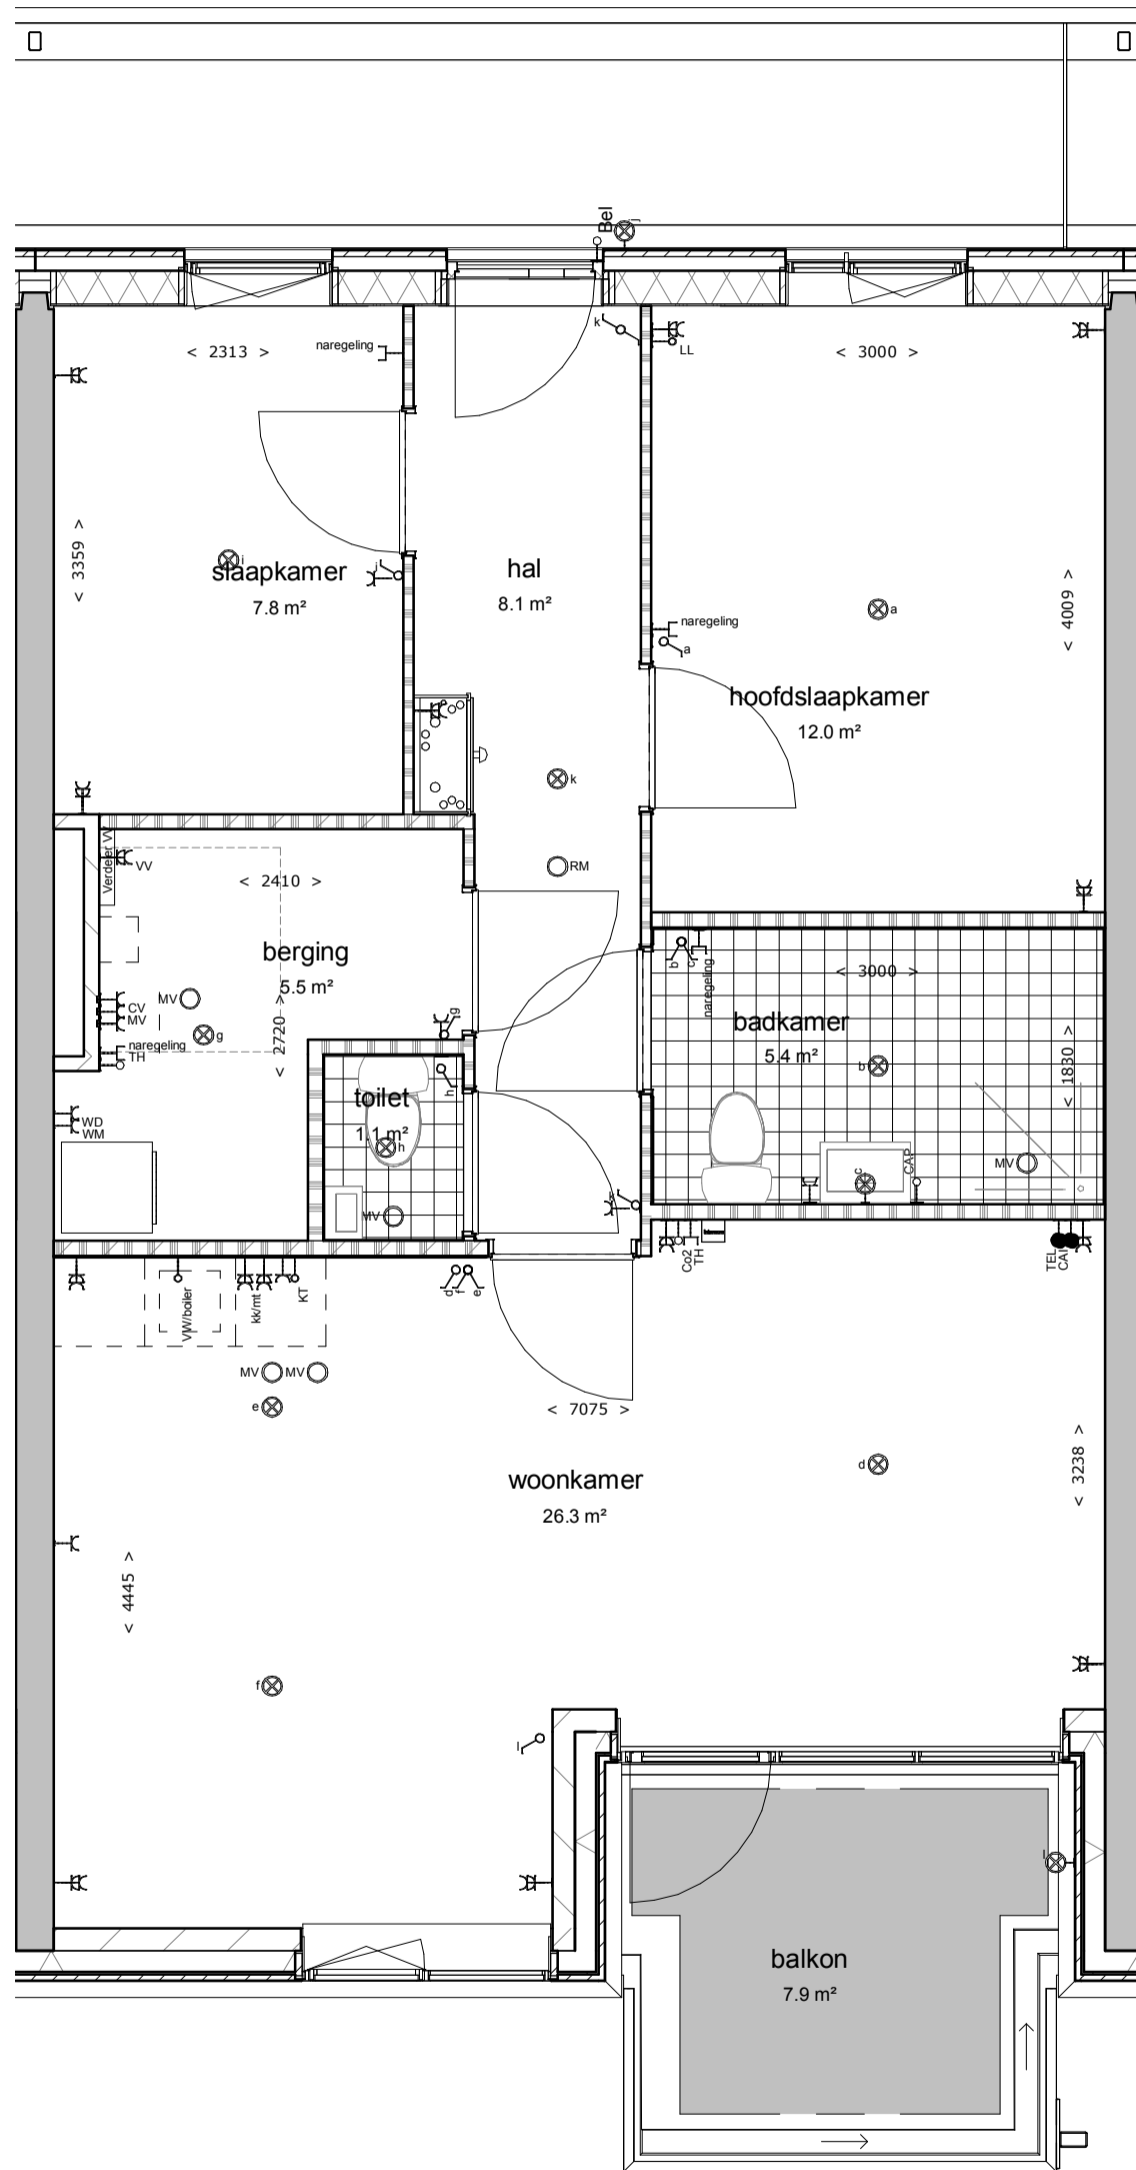 Bel
j
k
naregeling
< 2313 >
LL
< 3000 >
< 3359 >
i
slaapkamer
7.8 m²
i
hal
8.1 m²
naregeling
a
a
< 4009 >
hoofdslaapkamer
12.0 m²
k
RM
Verdeler VV
VV
< 2410 >
berging
5.5 m²
MV
g
CV
MV
naregeling
TH
< 2720 >
g
WD
WM
toilet
1.1 m²
h
h
MV
k
b
c
naregeling
< 3000 >
badkamer
5.4 m²
b
< 1830 >
c
CAP
MV
Co2
TH
TEL
CAI
VW/boiler
kk/mt
KT
d
f
e
MV
MV
e
< 7075 >
d
< 3238 >
woonkamer
26.3 m²
< 4445 >
f
l
l
balkon
7.9 m²